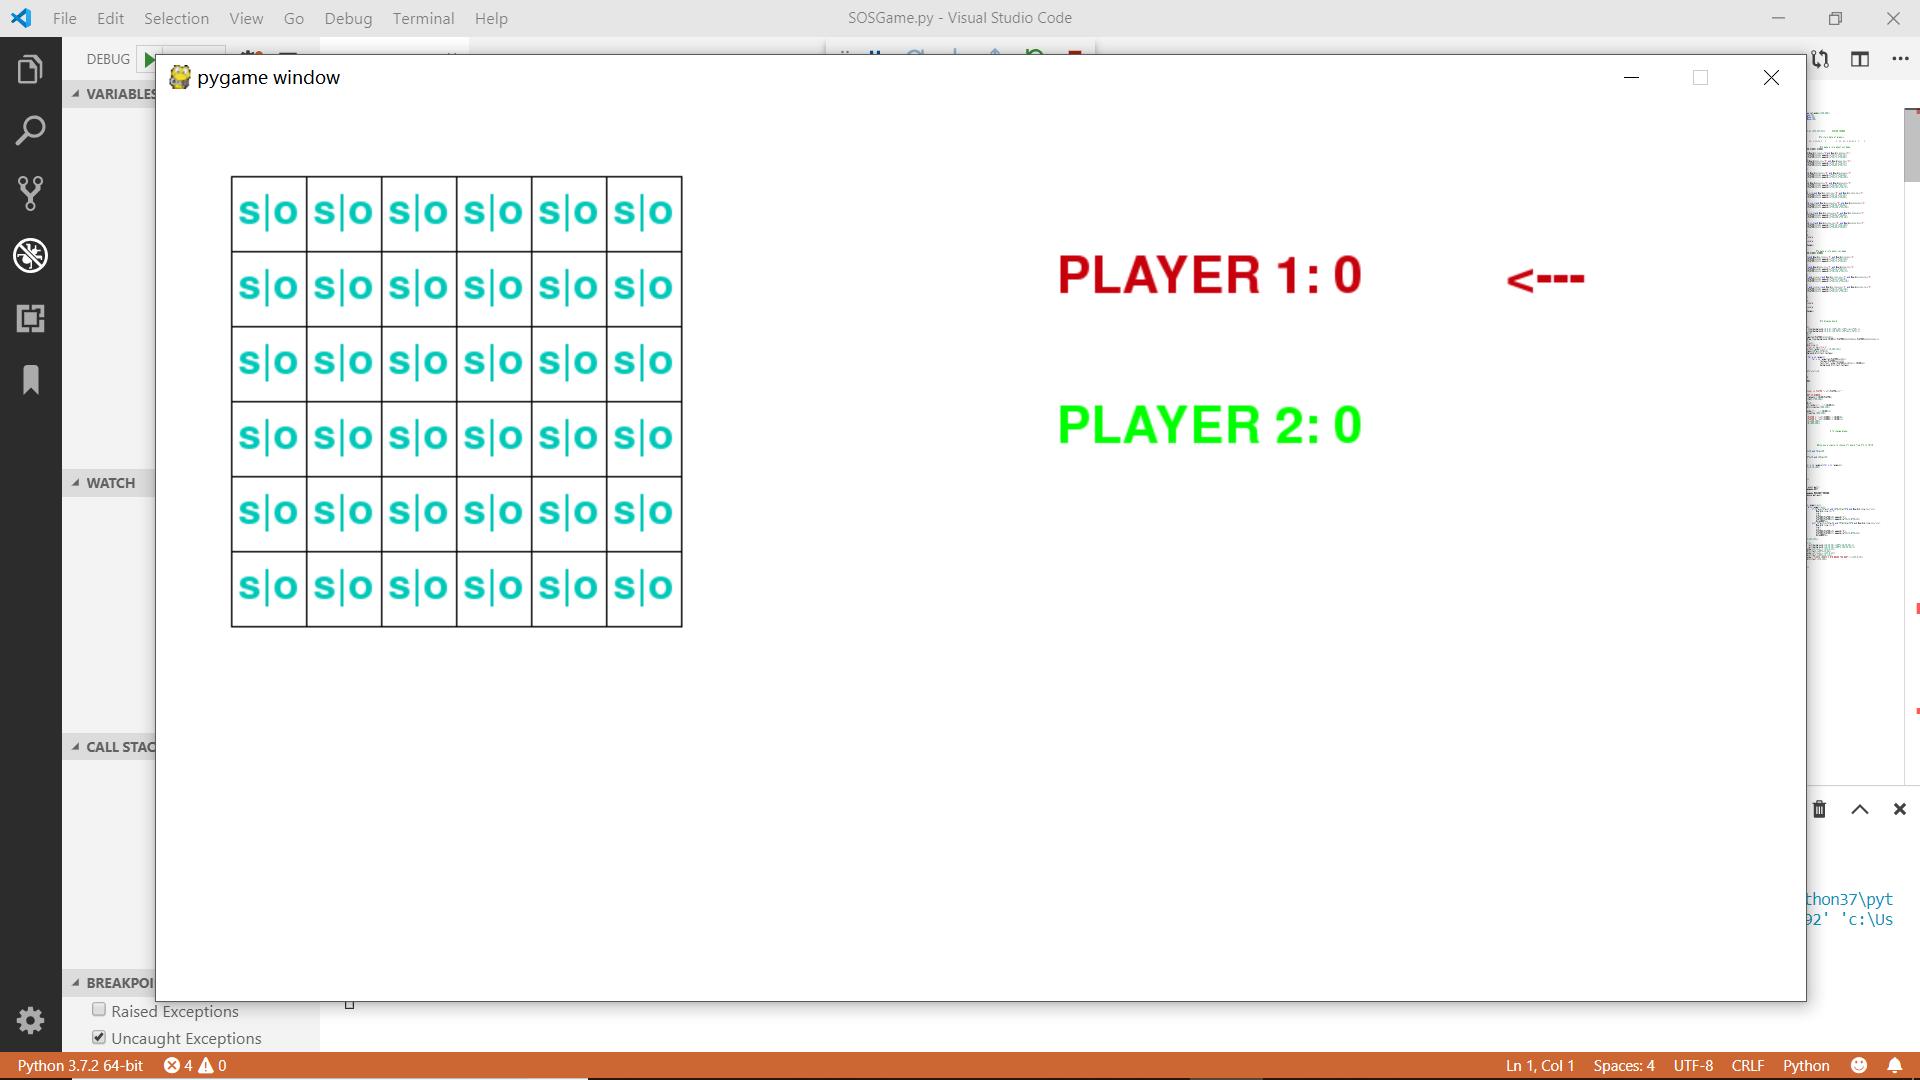 File Edit Selection View Go Debug Terminal Help
SOSGame.py - Visual Studio Code
DEBUG
pygame window
VARIABLES
s|o s|o s|o s|o s|o s|o
s|o s|o s|o s|o s|o s|o
PLAYER 1: 0 <---
s|o s|o s|o s|o s|o s|o
s|o s|o s|o s|o s|o s|o
PLAYER 2: 0
WATCH
s|o s|o s|o s|o s|o s|o
s|o s|o s|o s|o s|o s|o
CALL STAC
thon37\pyt
92' 'c:\Us
BREAKPOI
Raised Exceptions
Uncaught Exceptions
Python 3.7.2 64-bit 4 0 Ln 1, Col 1 Spaces: 4 UTF-8 CRLF Python